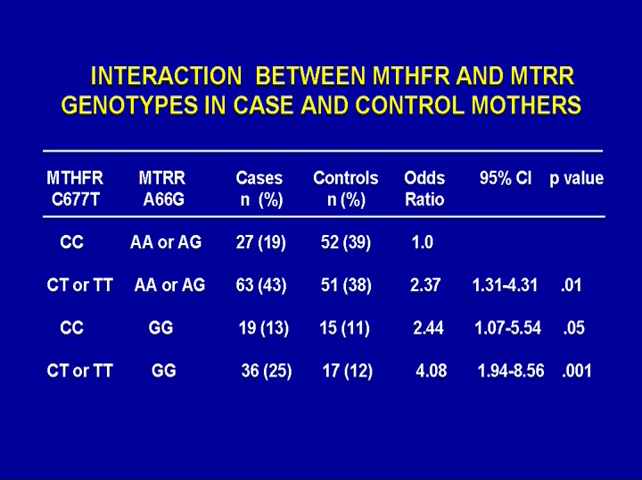 INTERACTION BETWEEN MTHFR AND MTRR
GENOTYPES IN CASE AND CONTROL MOTHERS
MTHFR MTRR Cases Controls Odds 95% CI p value
C677T A66G n (%) n (%) Ratio
CC AA or AG 27 (19) 52 (39) 1.0
CT or TT AA or AG 63 (43) 51 (38) 2.37 1.31-4.31 .01
CC GG 19 (13) 15 (11) 2.44 1.07-5.54 .05
CT or TT GG 36 (25) 17 (12) 4.08 1.94-8.56 .001